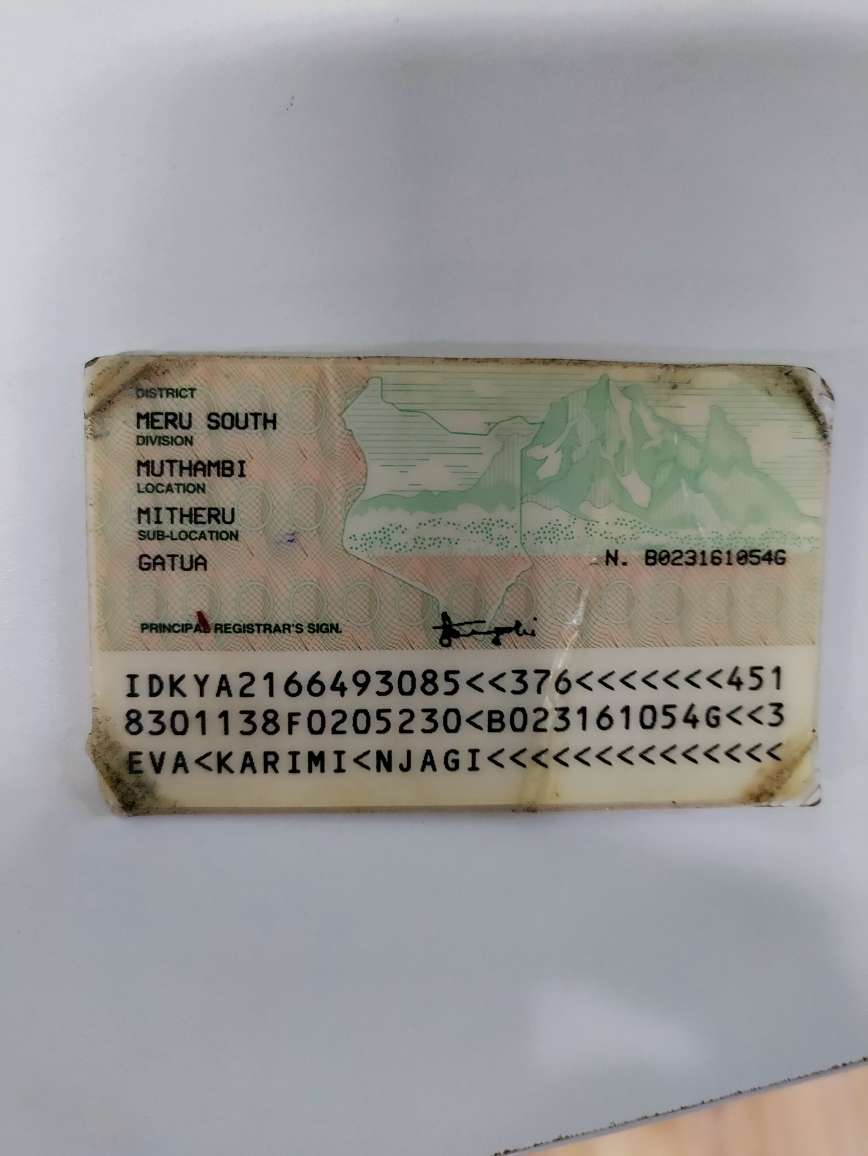 DISTRICT
MERU SOUTH
DIVISION
MUTHAMBI
LOCATION
MITHERU
SUB-LOCATION
GATUA
N. B023161054G
PRINCIPAL REGISTRAR'S SIGN.
IDKYA2166493085<<376<<<<<<<451
8301138F0205230<B023161054G<<3
EVA<KARIMI<NJAGI<<<<<<<<<<<<<<